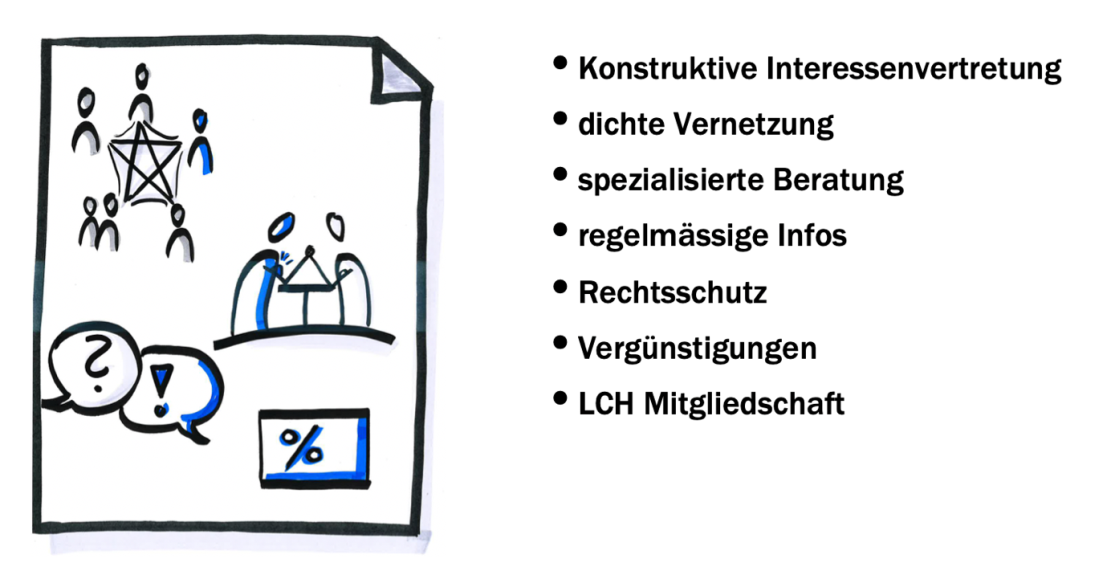 • Konstruktive Interessenvertretung
• dichte Vernetzung
• spezialisierte Beratung
• regelmässige Infos
• Rechtsschutz
• Vergünstigungen
• LCH Mitgliedschaft
?
!
%